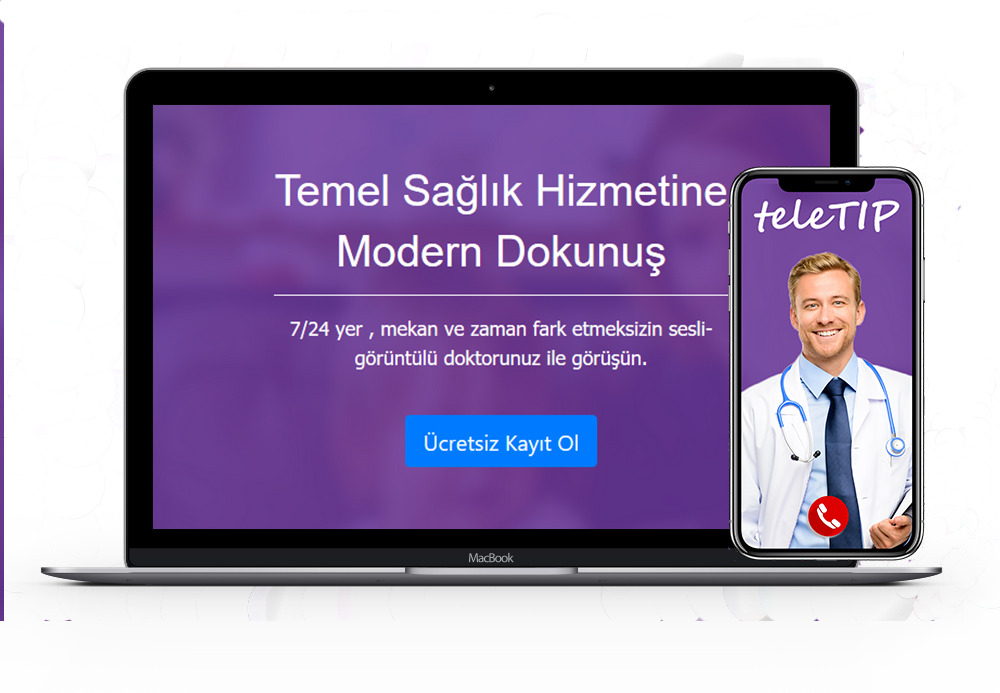 Temel Sağlık Hizmetine
Modern Dokunuş
7/24 yer , mekan ve zaman fark etmeksizin sesli-
görüntülü doktorunuz ile görüşün.
Ücretsiz Kayıt Ol
teleTIP
MacBook